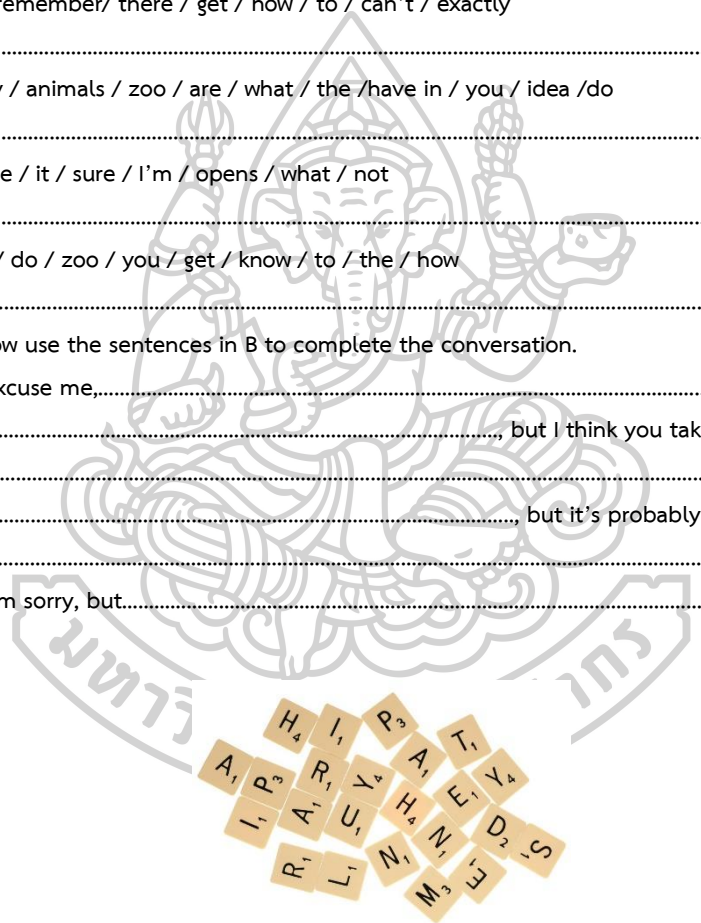 remember/ there / get / how / to / can't / exactly
/ animals / zoo / are / what / the /have in / you / idea /do
e / it / sure / I'm / opens / what / not
/ do / zoo / you / get / know / to / the / how
ow use the sentences in B to complete the conversation.
xcuse me,..........
.........., but I think you tak
.........., but it's probably
m sorry, but..........
H4 I1 P3 T1
A1 P3 R1 Y4 A1 E1 Y4
I1 A1 U1 H4 N1 D2 S1
R1 L1 N1 M3 E1